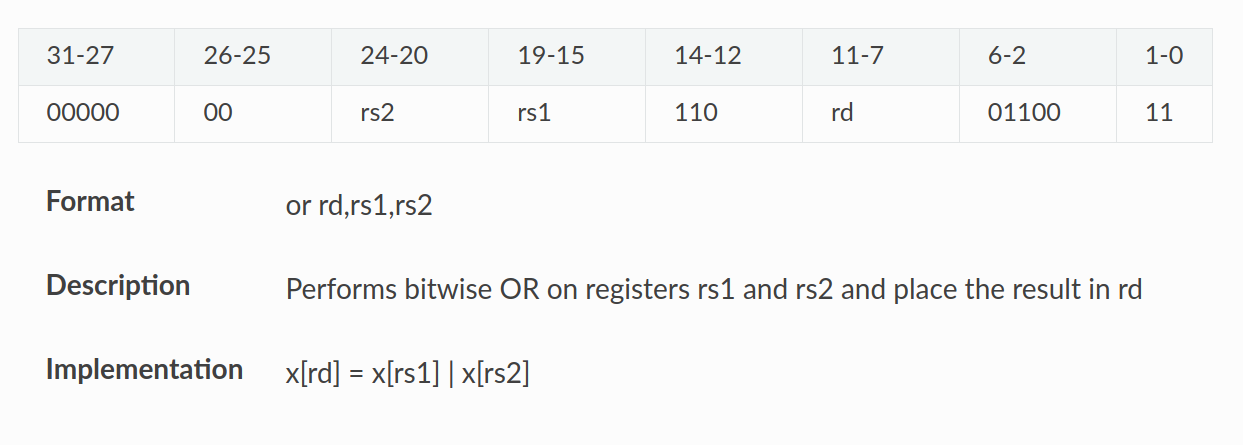 31-27 26-25 24-20 19-15 14-12 11-7 6-2 1-0
00000 00 rs2 rs1 110 rd 01100 11
Format or rd,rs1,rs2
Description Performs bitwise OR on registers rs1 and rs2 and place the result in rd
Implementation x[rd] = x[rs1] | x[rs2]